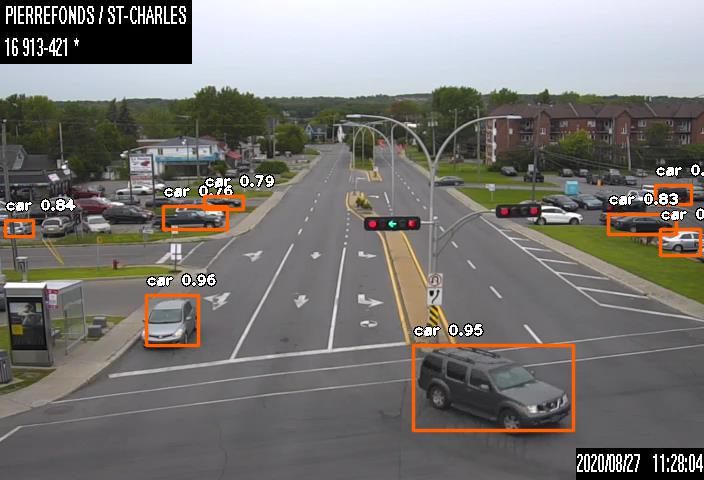 PIERREFONDS / ST-CHARLES
16 913-421 *
car 0.79
car 0.76
car 0.84
car 0.83
car 0.96
car 0.95
2020/08/27 11:28:04